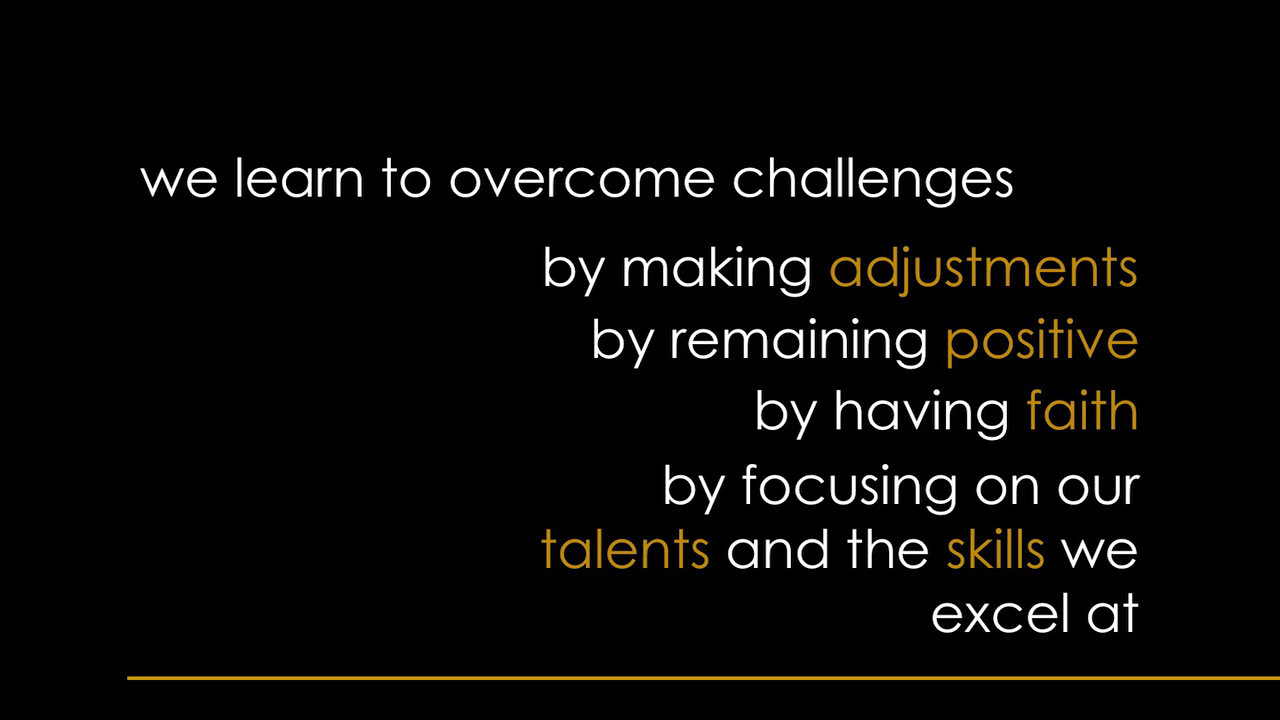 we learn to overcome challenges
by making adjustments
by remaining positive
by having faith
by focusing on our
talents and the skills we
excel at